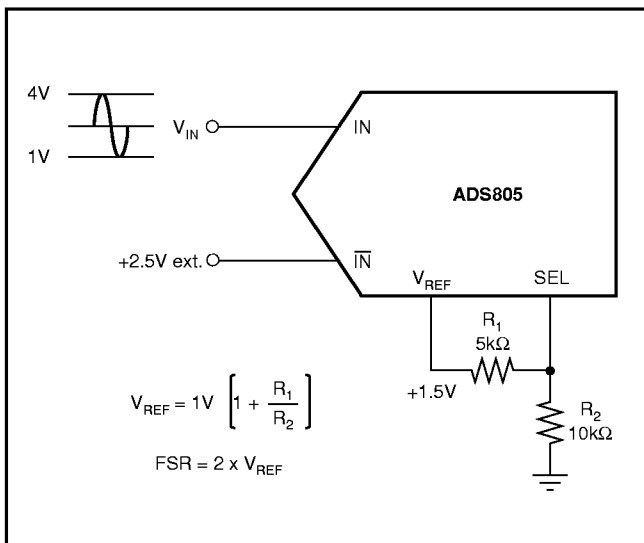 4V
1V
V_IN
IN
ADS805
+2.5V ext.
I̅N̅
V_REF
SEL
R_1
5kΩ
+1.5V
R_2
10kΩ
V_REF = 1V [1 + R_1/R_2]
FSR = 2 x V_REF